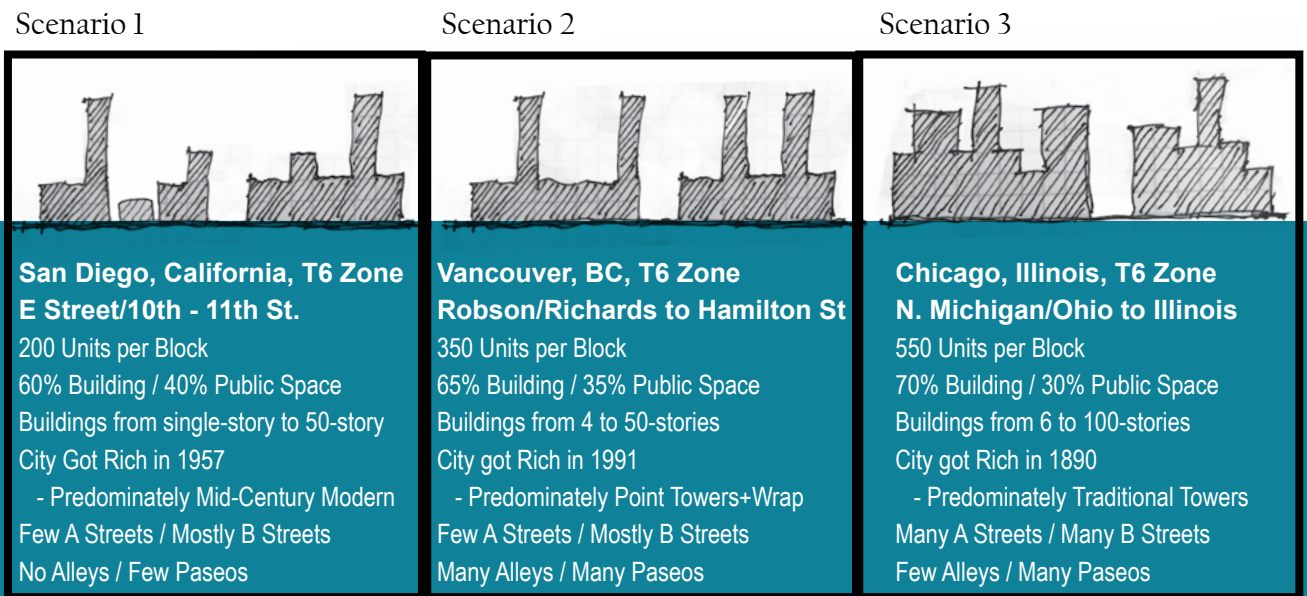 Scenario 1
San Diego, California, T6 Zone
E Street/10th - 11th St.
200 Units per Block
60% Building / 40% Public Space
Buildings from single-story to 50-story
City Got Rich in 1957
- Predominately Mid-Century Modern
Few A Streets / Mostly B Streets
No Alleys / Few Paseos
Scenario 2
Vancouver, BC, T6 Zone
Robson/Richards to Hamilton St
350 Units per Block
65% Building / 35% Public Space
Buildings from 4 to 50-stories
City got Rich in 1991
- Predominately Point Towers+Wrap
Few A Streets / Mostly B Streets
Many Alleys / Many Paseos
Scenario 3
Chicago, Illinois, T6 Zone
N. Michigan/Ohio to Illinois
550 Units per Block
70% Building / 30% Public Space
Buildings from 6 to 100-stories
City got Rich in 1890
- Predominately Traditional Towers
Many A Streets / Many B Streets
Few Alleys / Many Paseos